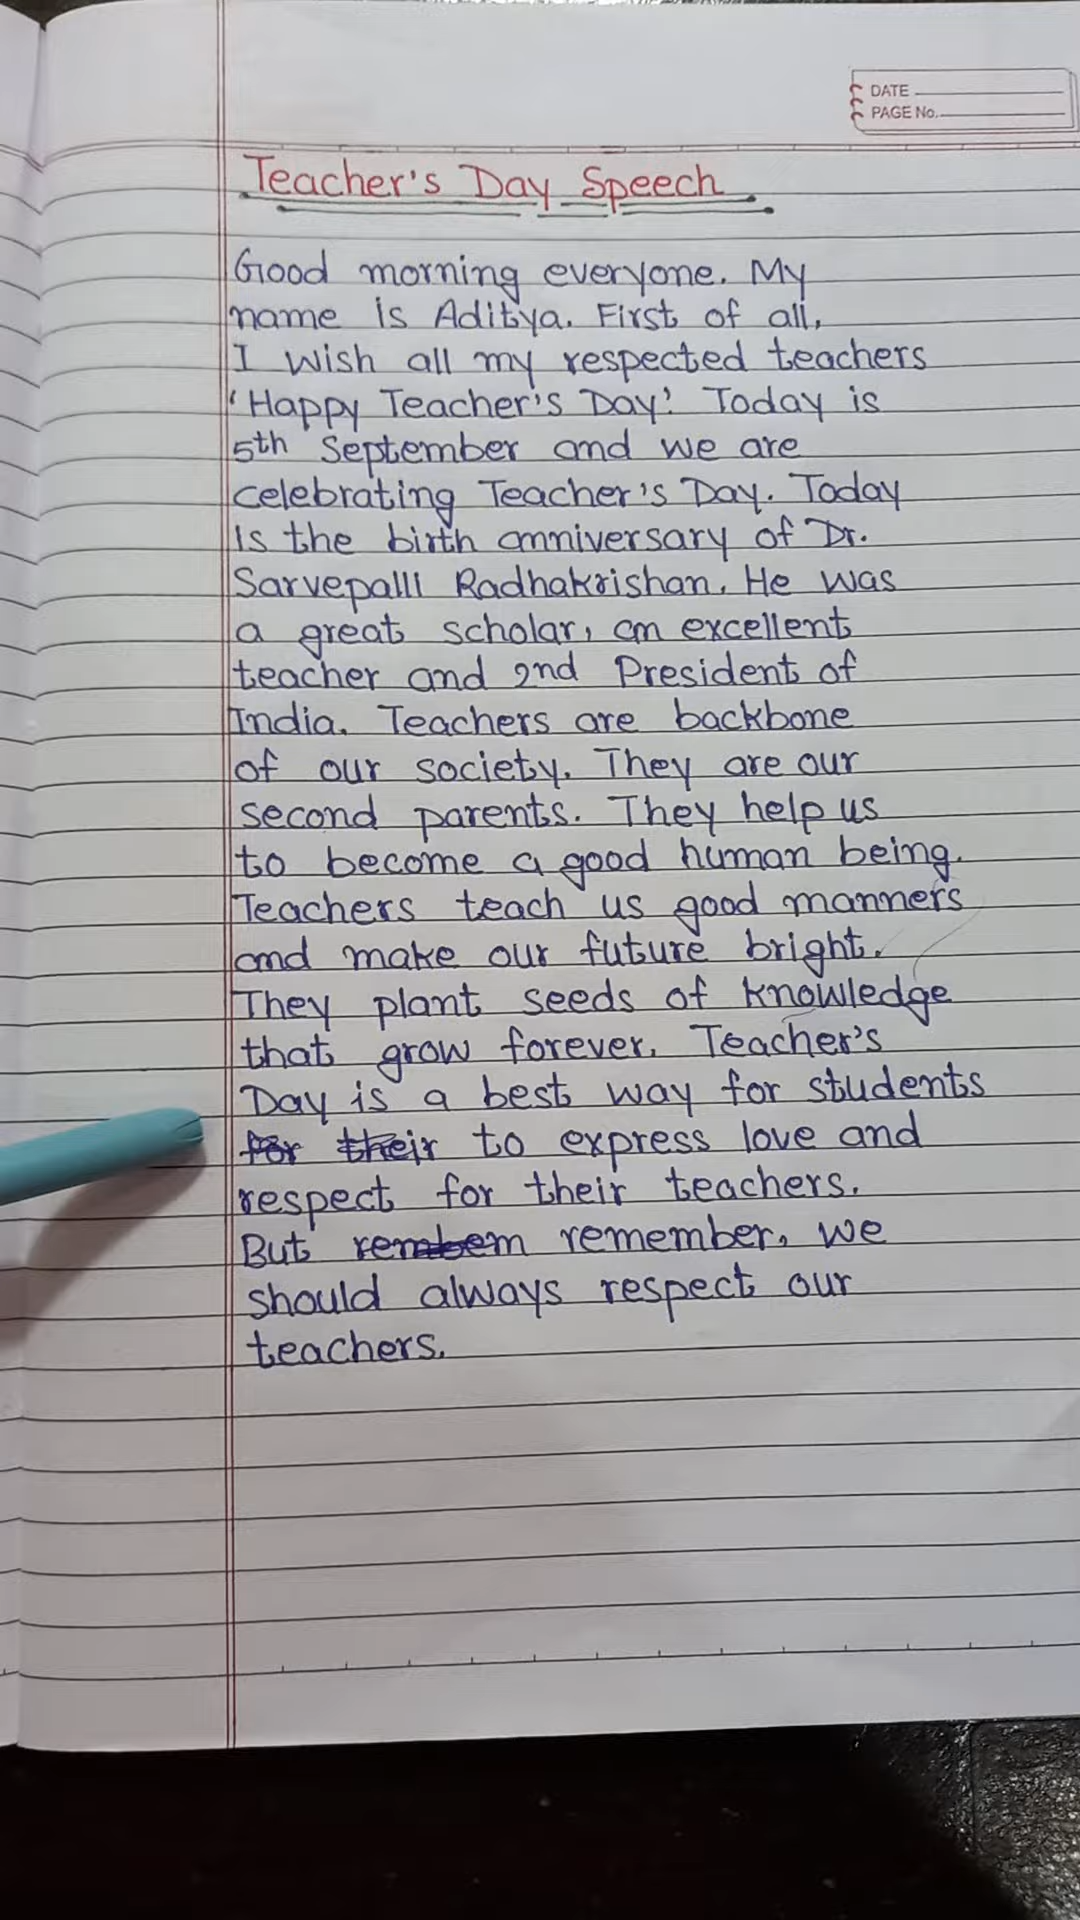 DATE
PAGE No.
Teacher's Day Speech
Good morning everyone. My
name is Aditya. First of all,
I wish all my respected teachers
'Happy Teacher's Day'. Today is
5th September and we are
celebrating Teacher's Day. Today
is the birth anniversary of Dr.
Sarvepalli Radhakrishan. He was
a great scholar, an excellent
teacher and 2nd President of
India. Teachers are backbone
of our society. They are our
second parents. They help us
to become a good human being.
Teachers teach us good manners
and make our future bright.
They plant seeds of knowledge
that grow forever. Teacher's
Day is a best way for students
for their to express love and
respect for their teachers.
But rembem remember, we
should always respect our
teachers.